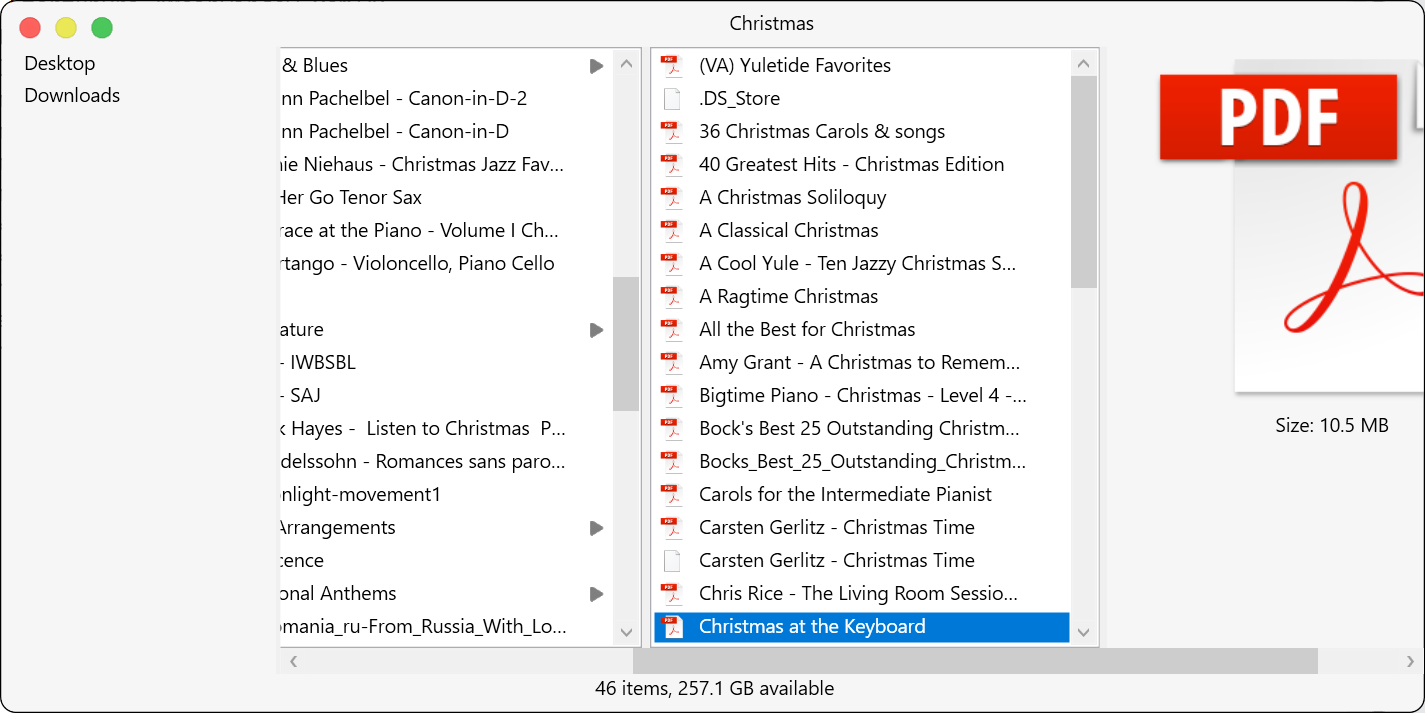 Christmas
Desktop
Downloads
& Blues
nn Pachelbel - Canon-in-D-2
nn Pachelbel - Canon-in-D
nie Niehaus - Christmas Jazz Fav...
Her Go Tenor Sax
race at the Piano - Volume I Ch...
rtango - Violoncello, Piano Cello
ature
- IWBSBL
- SAJ
k Hayes -  Listen to Christmas  P...
delssohn - Romances sans paro...
nlight-movement1
Arrangements
cence
onal Anthems
omania_ru-From_Russia_With_Lo...
(VA) Yuletide Favorites
.DS_Store
36 Christmas Carols & songs
40 Greatest Hits - Christmas Edition
A Christmas Soliloquy
A Classical Christmas
A Cool Yule - Ten Jazzy Christmas S...
A Ragtime Christmas
All the Best for Christmas
Amy Grant - A Christmas to Remem...
Bigtime Piano - Christmas - Level 4 -...
Bock's Best 25 Outstanding Christm...
Bocks_Best_25_Outstanding_Christm...
Carols for the Intermediate Pianist
Carsten Gerlitz - Christmas Time
Carsten Gerlitz - Christmas Time
Chris Rice - The Living Room Sessio...
Christmas at the Keyboard
PDF
Size: 10.5 MB
46 items, 257.1 GB available